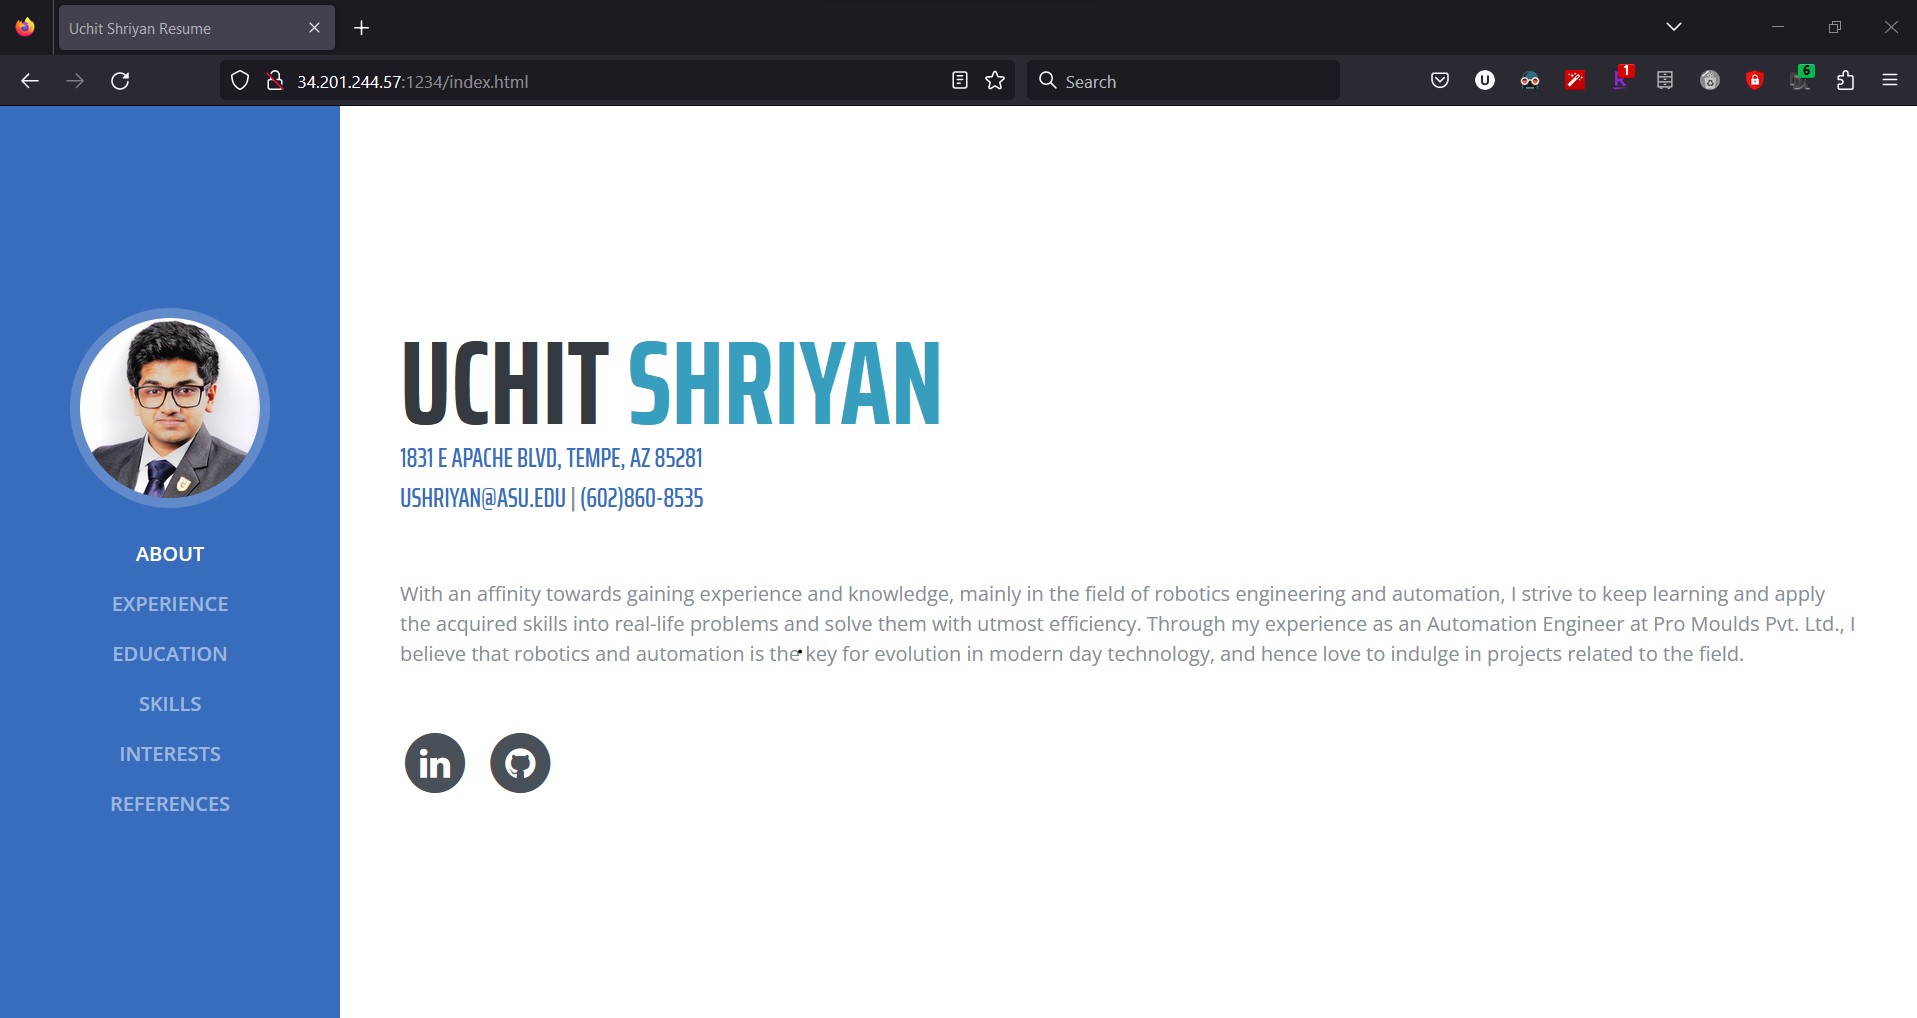 Uchit Shriyan Resume
34.201.244.57:1234/index.html
Search
1
6
UCHIT SHRIYAN
1831 E APACHE BLVD, TEMPE, AZ 85281
USHRIYAN@ASU.EDU | (602)860-8535
ABOUT
EXPERIENCE
EDUCATION
SKILLS
INTERESTS
REFERENCES
With an affinity towards gaining experience and knowledge, mainly in the field of robotics engineering and automation, I strive to keep learning and apply
the acquired skills into real-life problems and solve them with utmost efficiency. Through my experience as an Automation Engineer at Pro Moulds Pvt. Ltd., I
believe that robotics and automation is the key for evolution in modern day technology, and hence love to indulge in projects related to the field.
in